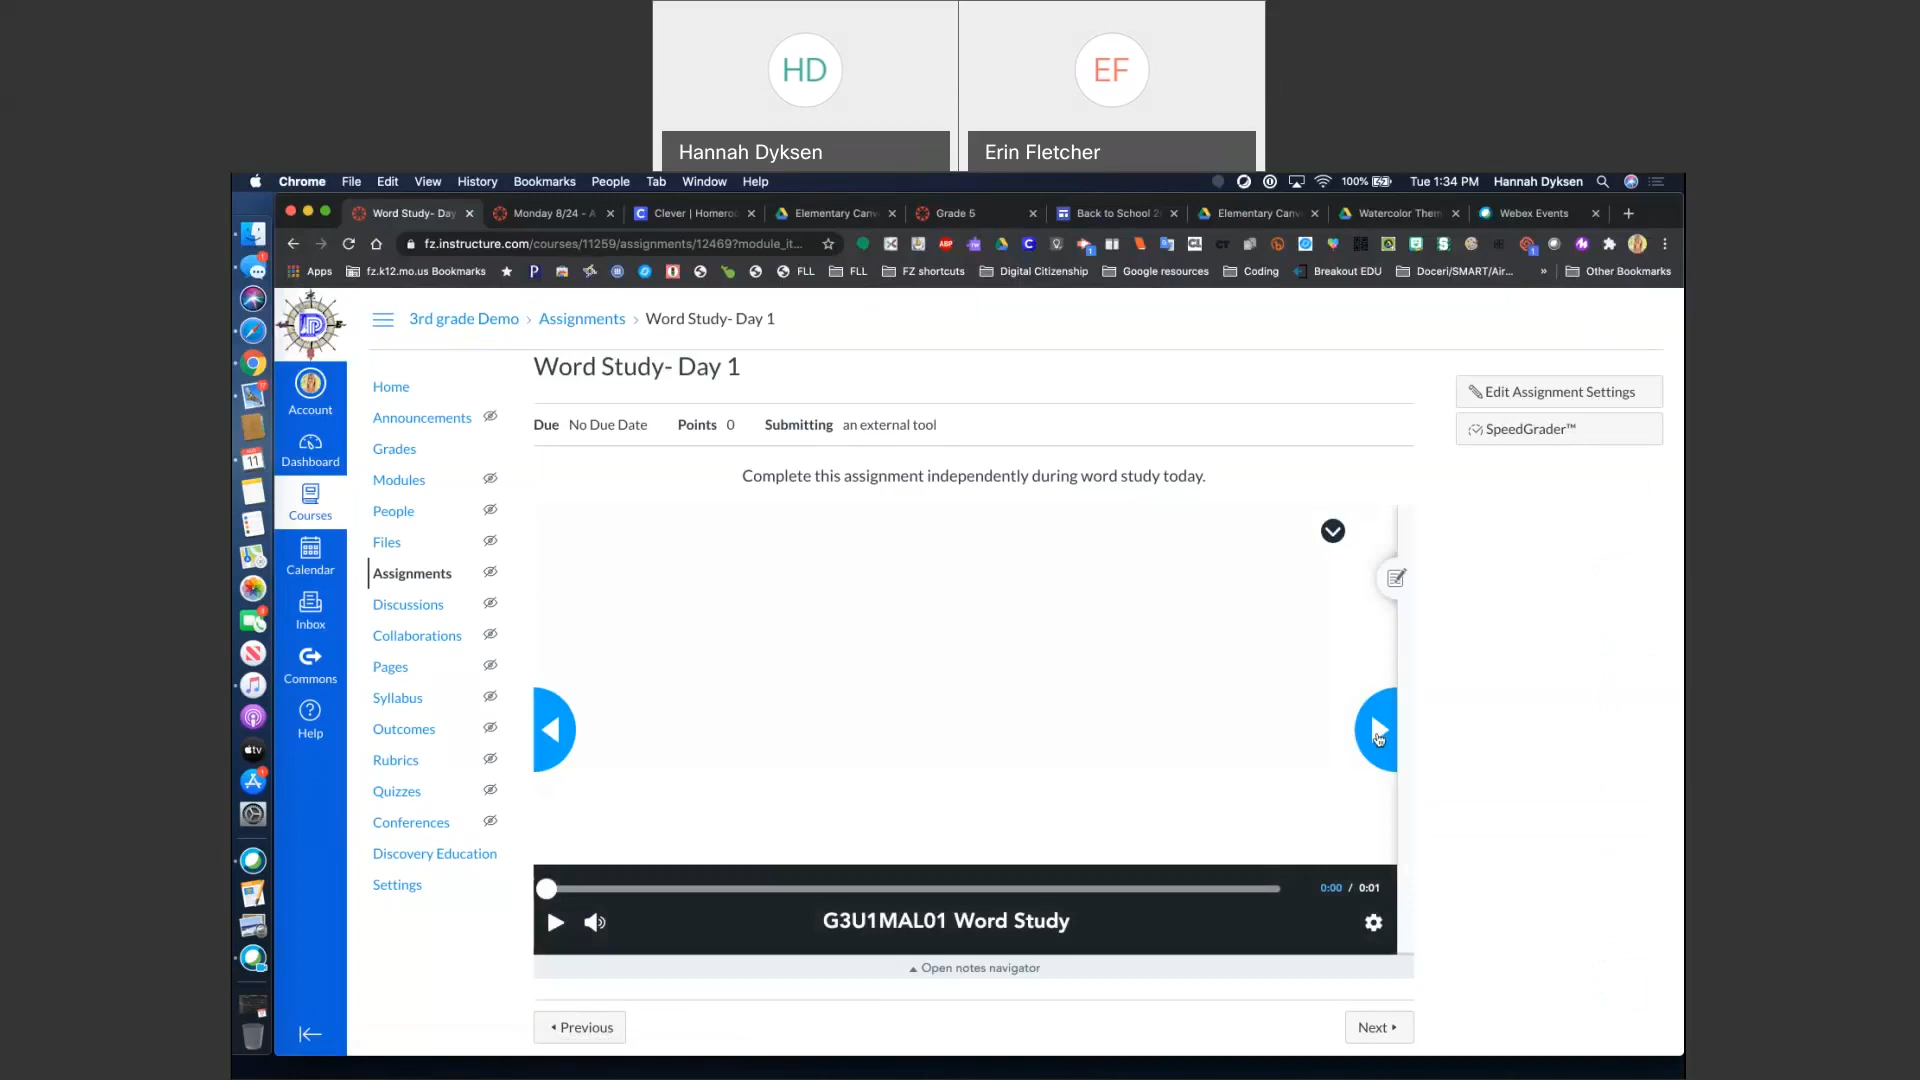 HD
EF
Hannah Dyksen
Erin Fletcher
Chrome File Edit View History Bookmarks People Tab Window Help
100% Tue 1:34 PM Hannah Dyksen
Word Study- Day
Monday 8/24 - A
Clever | Homeroo
Elementary Canv
Grade 5
Back to School 2
Elementary Canv
Watercolor Them
Webex Events
fz.instructure.com/courses/11259/assignments/12469?module_it...
Apps fz.k12.mo.us Bookmarks FLL FLL FZ shortcuts Digital Citizenship Google resources Coding Breakout EDU Doceri/SMART/Air... » Other Bookmarks
3rd grade Demo › Assignments › Word Study- Day 1
Account
Dashboard
Courses
Calendar
Inbox
Commons
Help
Home
Announcements
Grades
Modules
People
Files
Assignments
Discussions
Collaborations
Pages
Syllabus
Outcomes
Rubrics
Quizzes
Conferences
Discovery Education
Settings
Word Study- Day 1
Due No Due Date Points 0 Submitting an external tool
Complete this assignment independently during word study today.
0:00 / 0:01
G3U1MAL01 Word Study
Open notes navigator
Previous
Next
Edit Assignment Settings
SpeedGrader™